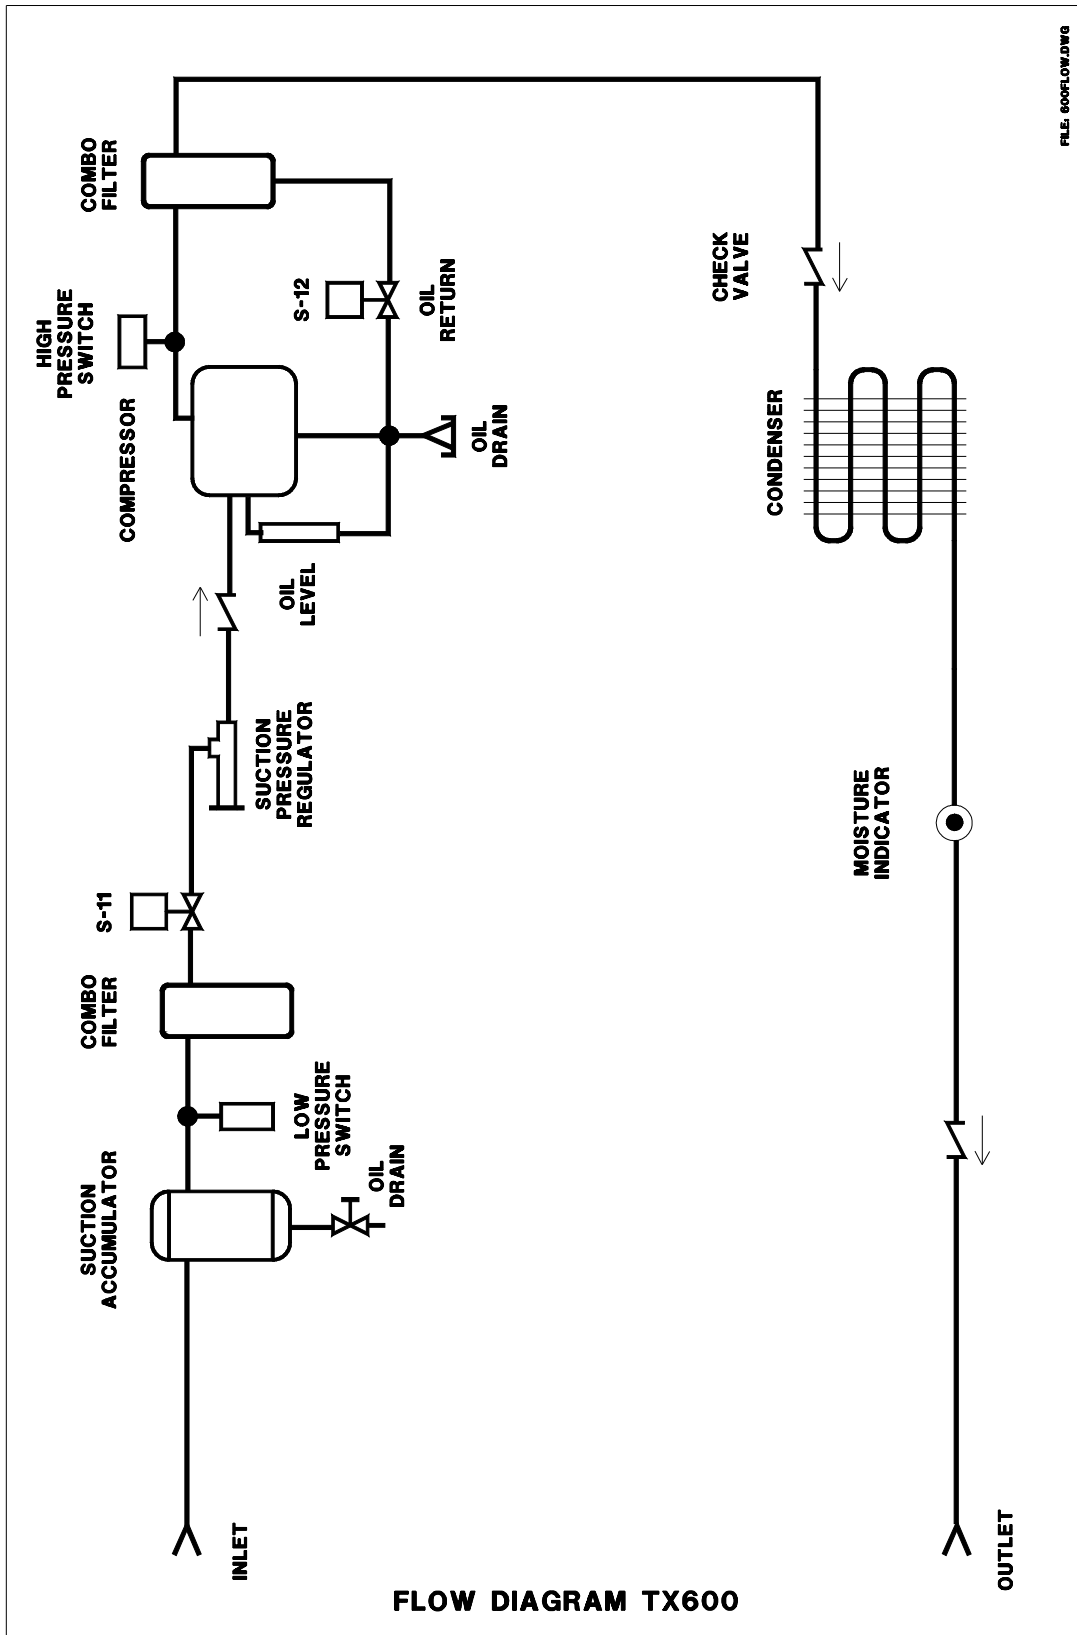 FILE: 600FLOW.DWG
COMBO
FILTER
HIGH
PRESSURE
SWITCH
S-12
OIL
RETURN
CHECK
VALVE
COMPRESSOR
OIL
DRAIN
CONDENSER
OIL
LEVEL
SUCTION
PRESSURE
REGULATOR
MOISTURE
INDICATOR
S-11
COMBO
FILTER
LOW
PRESSURE
SWITCH
OIL
DRAIN
SUCTION
ACCUMULATOR
INLET
OUTLET
FLOW DIAGRAM TX600